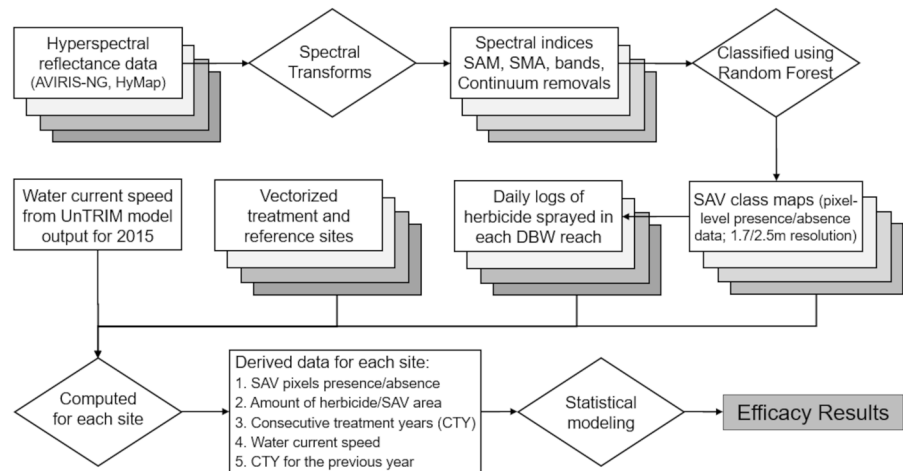 Hyperspectral
reflectance data
(AVIRIS-NG, HyMap)
Spectral
Transforms
Spectral indices
SAM, SMA, bands,
Continuum removals
Classified using
Random Forest
Water current speed
from UnTRIM model
output for 2015
Vectorized
treatment and
reference sites
Daily logs of
herbicide sprayed in
each DBW reach
SAV class maps (pixel-
level presence/absence
data; 1.7/2.5m resolution)
Computed
for each site
Derived data for each site:
1. SAV pixels presence/absence
2. Amount of herbicide/SAV area
3. Consecutive treatment years (CTY)
4. Water current speed
5. CTY for the previous year
Statistical
modeling
Efficacy Results